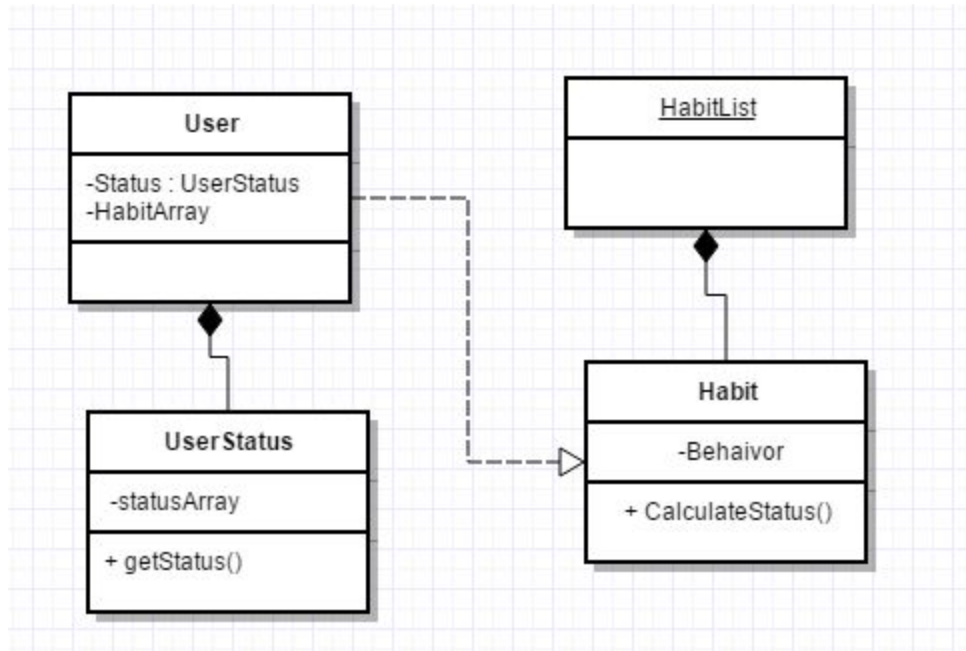 User
-Status : UserStatus
-HabitArray
HabitList
UserStatus
-statusArray
+ getStatus()
Habit
-Behaivor
+ CalculateStatus()